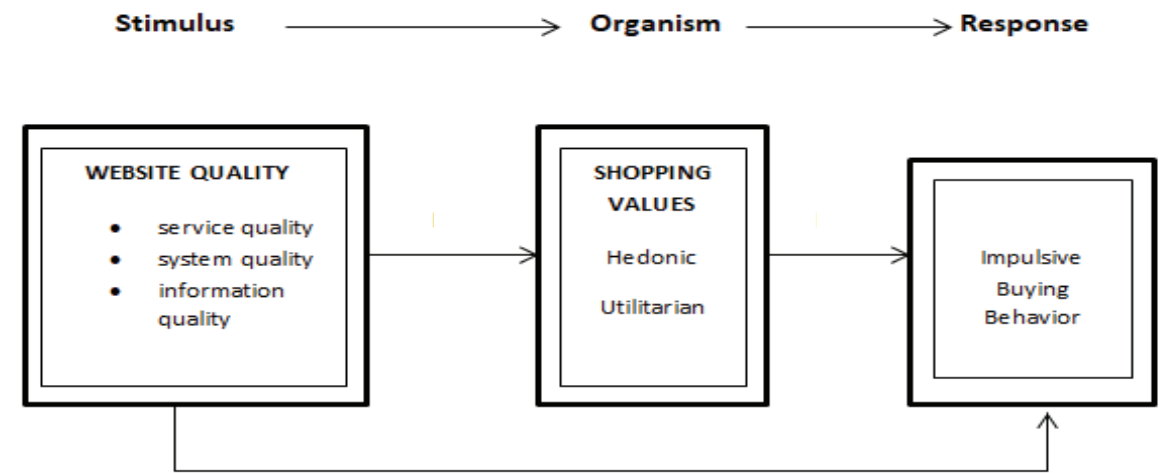 Stimulus Organism Response
WEBSITE QUALITY
• service quality
• system quality
• information
quality
SHOPPING
VALUES
Hedonic
Utilitarian
Impulsive
Buying
Behavior